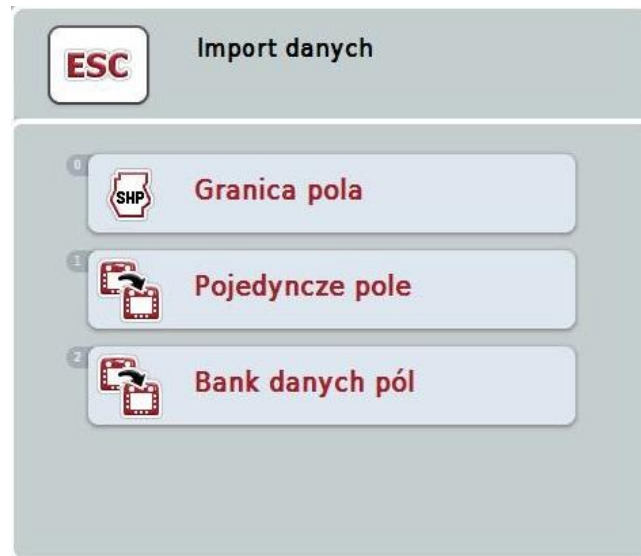 ESC
Import danych
0
SHP
Granica pola
1
Pojedyncze pole
2
Bank danych pól